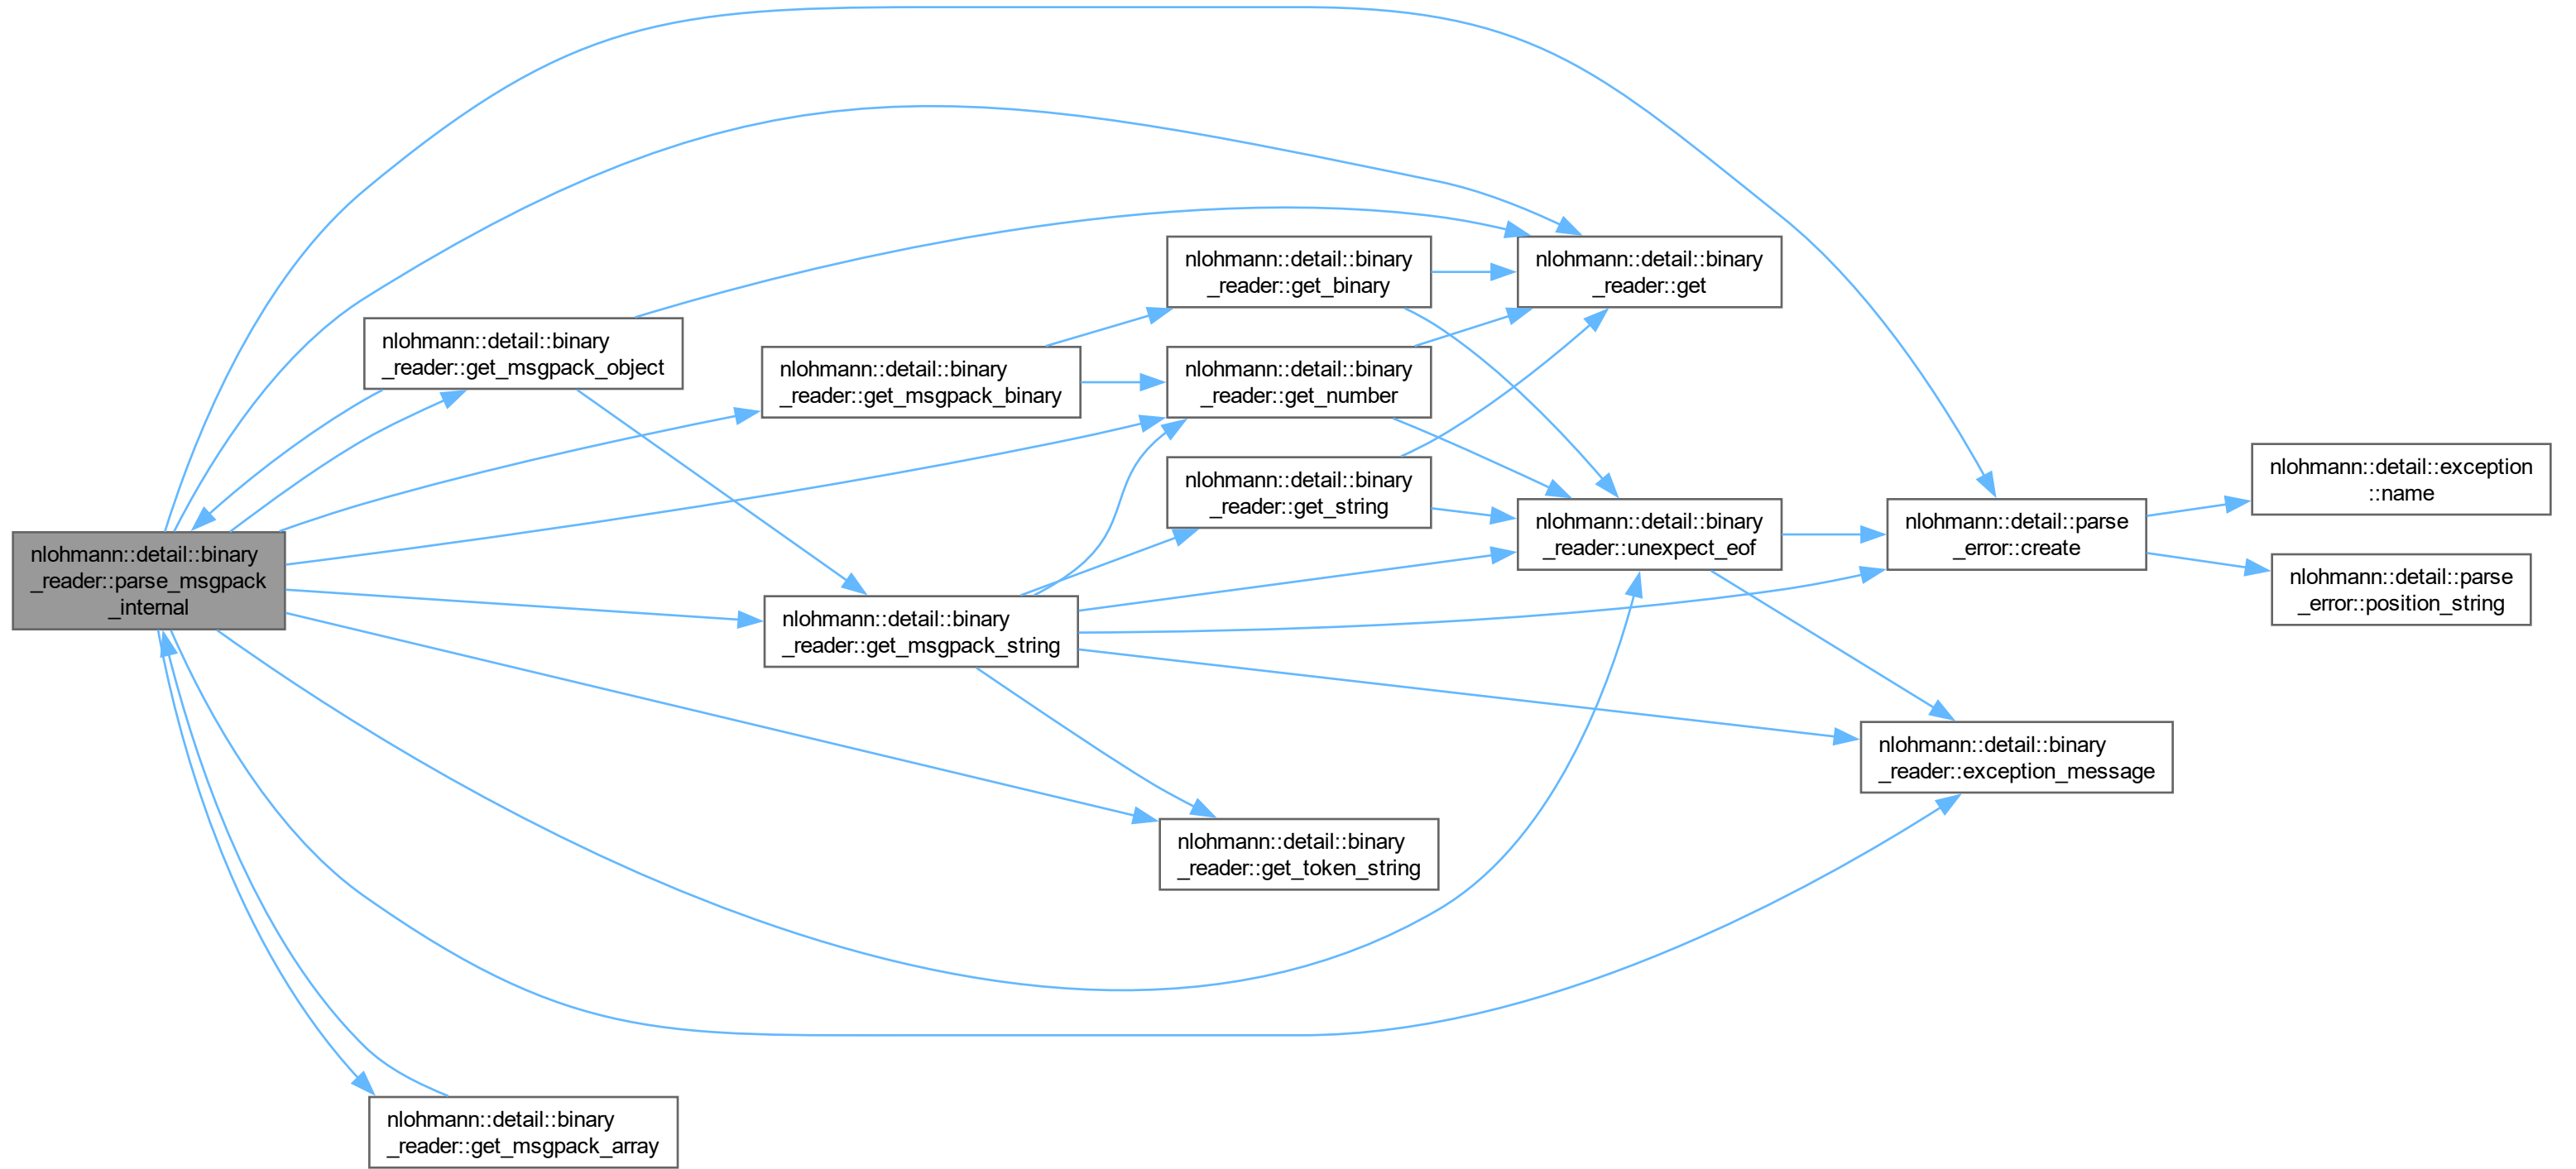 nlohmann::detail::binary
_reader::parse_msgpack
_internal
nlohmann::detail::binary
_reader::get_msgpack_object
nlohmann::detail::binary
_reader::get_msgpack_array
nlohmann::detail::binary
_reader::get_msgpack_binary
nlohmann::detail::binary
_reader::get_msgpack_string
nlohmann::detail::binary
_reader::get_binary
nlohmann::detail::binary
_reader::get_number
nlohmann::detail::binary
_reader::get_string
nlohmann::detail::binary
_reader::get_token_string
nlohmann::detail::binary
_reader::get
nlohmann::detail::binary
_reader::unexpect_eof
nlohmann::detail::parse
_error::create
nlohmann::detail::binary
_reader::exception_message
nlohmann::detail::exception
::name
nlohmann::detail::parse
_error::position_string